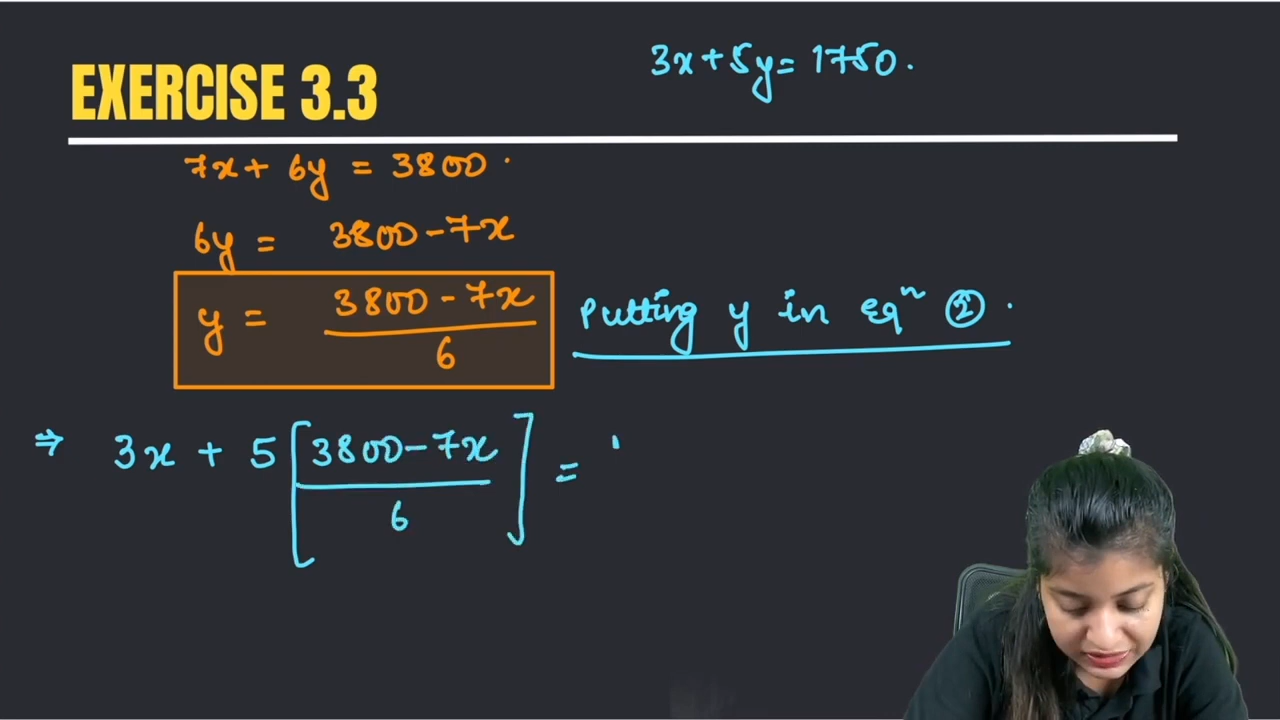 EXERCISE 3.3
3x+5y= 1750.
7x+ 6y = 3800.
6y = 3800-7x
y = 3800-7x / 6
Putting y in Eqⁿ ②.
⇒ 3x + 5[3800-7x / 6] =